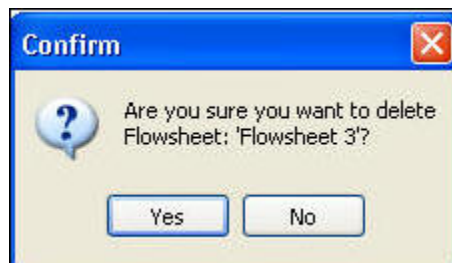 Confirm
Are you sure you want to delete
Flowsheet: 'Flowsheet 3'?
Yes No